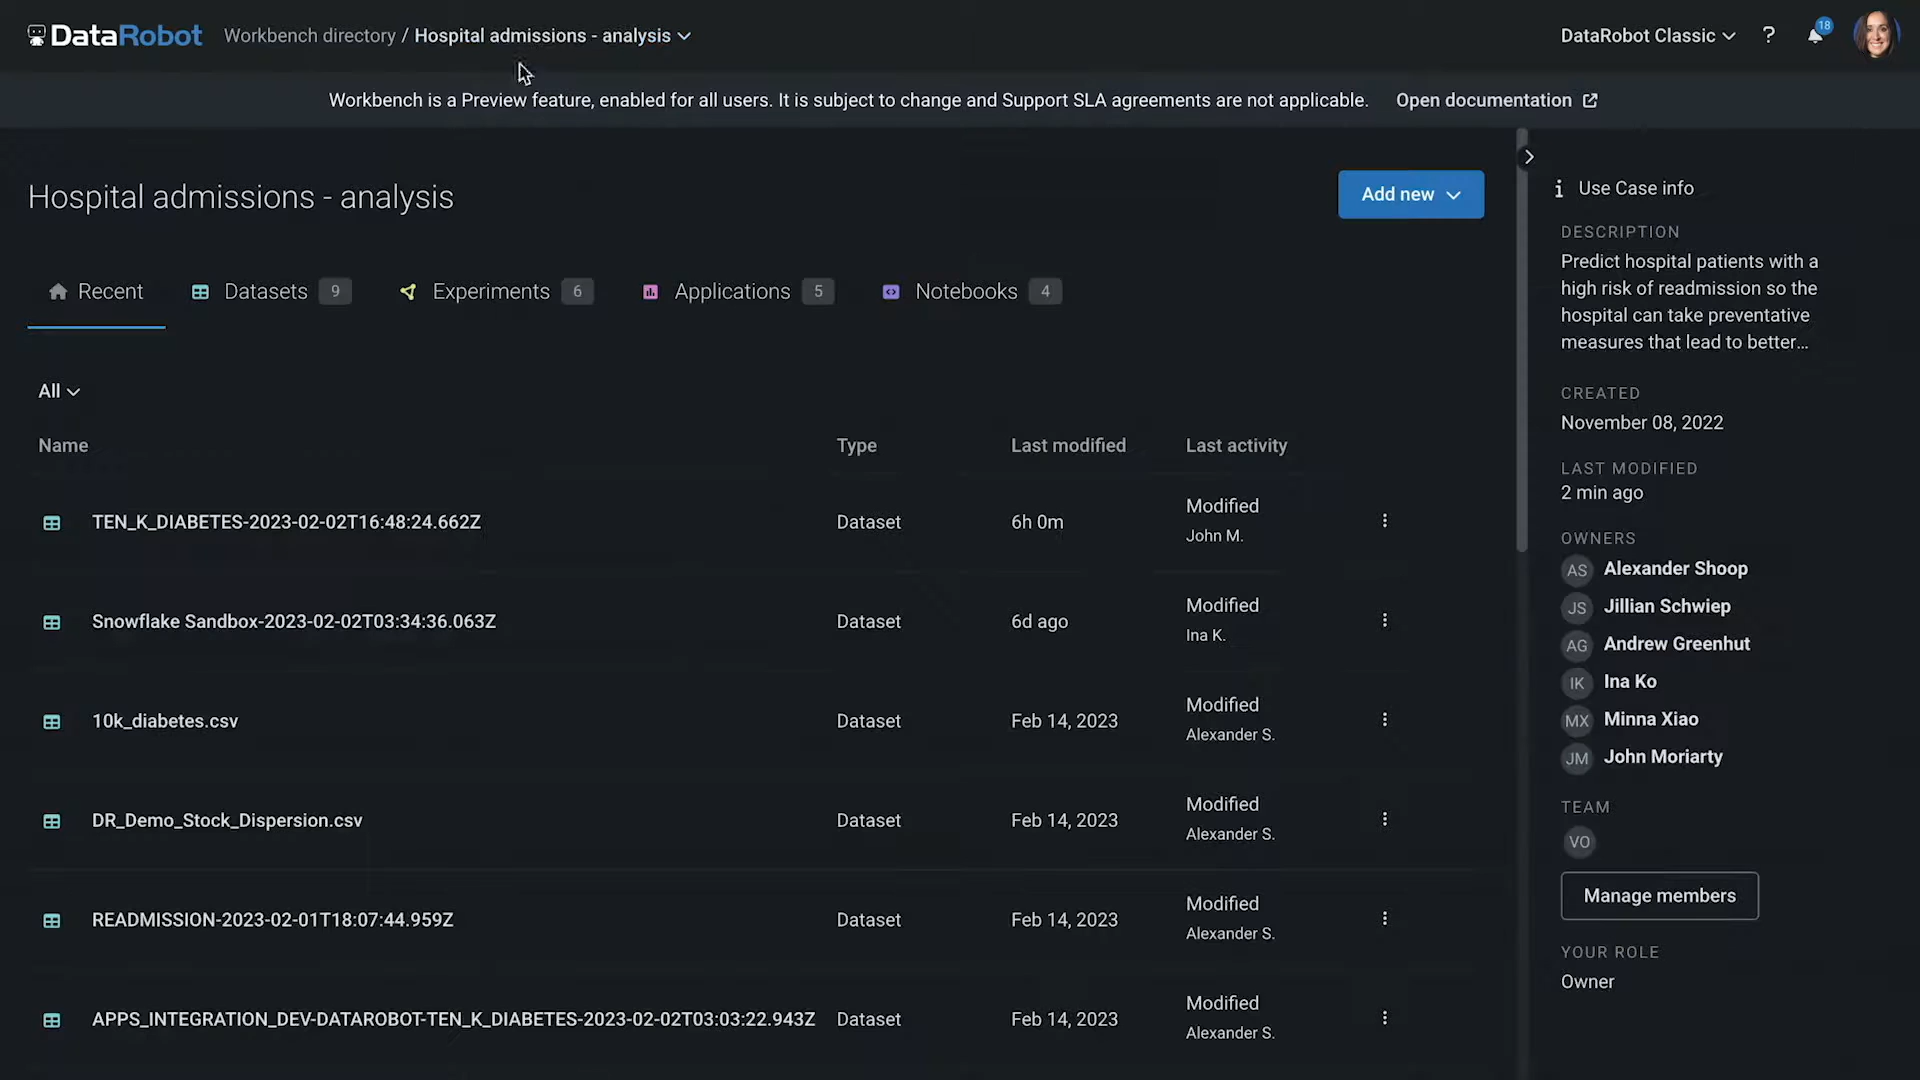 DataRobot Workbench directory / Hospital admissions - analysis DataRobot Classic ? 18
Workbench is a Preview feature, enabled for all users. It is subject to change and Support SLA agreements are not applicable. Open documentation
Hospital admissions - analysis
Add new
Recent Datasets 9 Experiments 6 Applications 5 Notebooks 4
All
Name Type Last modified Last activity
TEN_K_DIABETES-2023-02-02T16:48:24.662Z Dataset 6h 0m Modified
John M.
Snowflake Sandbox-2023-02-02T03:34:36.063Z Dataset 6d ago Modified
Ina K.
10k_diabetes.csv Dataset Feb 14, 2023 Modified
Alexander S.
DR_Demo_Stock_Dispersion.csv Dataset Feb 14, 2023 Modified
Alexander S.
READMISSION-2023-02-01T18:07:44.959Z Dataset Feb 14, 2023 Modified
Alexander S.
APPS_INTEGRATION_DEV-DATAROBOT-TEN_K_DIABETES-2023-02-02T03:03:22.943Z Dataset Feb 14, 2023 Modified
Alexander S.
Use Case info
DESCRIPTION
Predict hospital patients with a
high risk of readmission so the
hospital can take preventative
measures that lead to better...
CREATED
November 08, 2022
LAST MODIFIED
2 min ago
OWNERS
AS Alexander Shoop
JS Jillian Schwiep
AG Andrew Greenhut
IK Ina Ko
MX Minna Xiao
JM John Moriarty
TEAM
VO
Manage members
YOUR ROLE
Owner